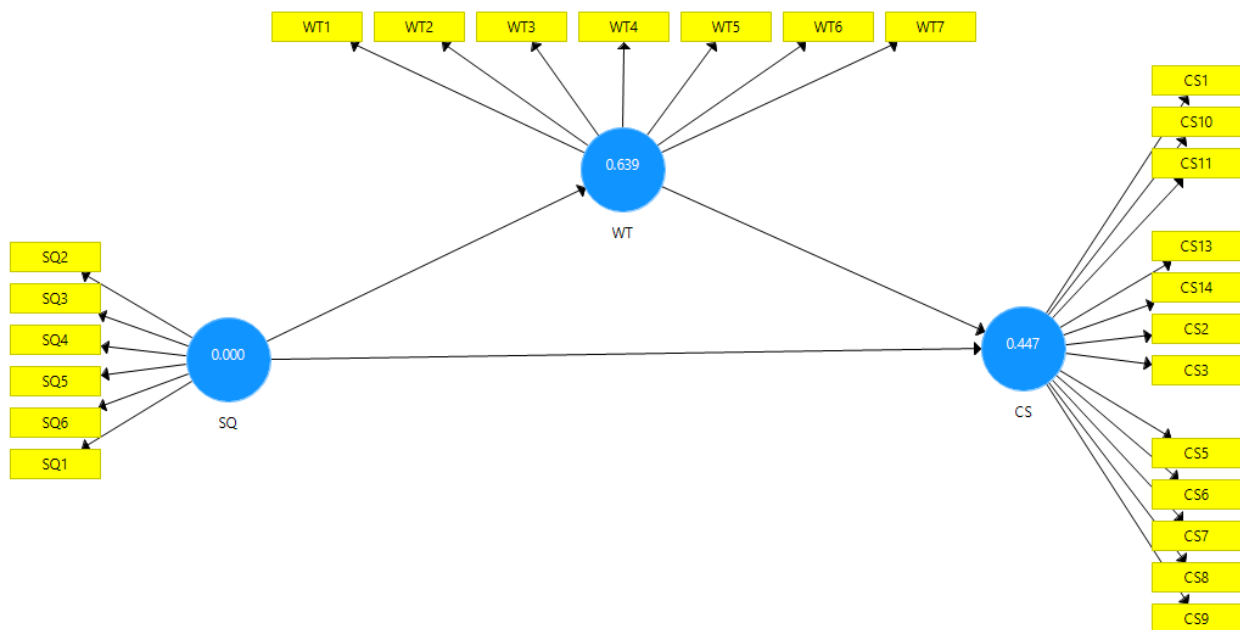 WT1
WT2
WT3
WT4
WT5
WT6
WT7
CS1
CS10
CS11
0.639
WT
CS13
SQ2
CS14
SQ3
CS2
SQ4
0.000
0.447
CS3
SQ5
SQ
CS
SQ6
CS5
SQ1
CS6
CS7
CS8
CS9